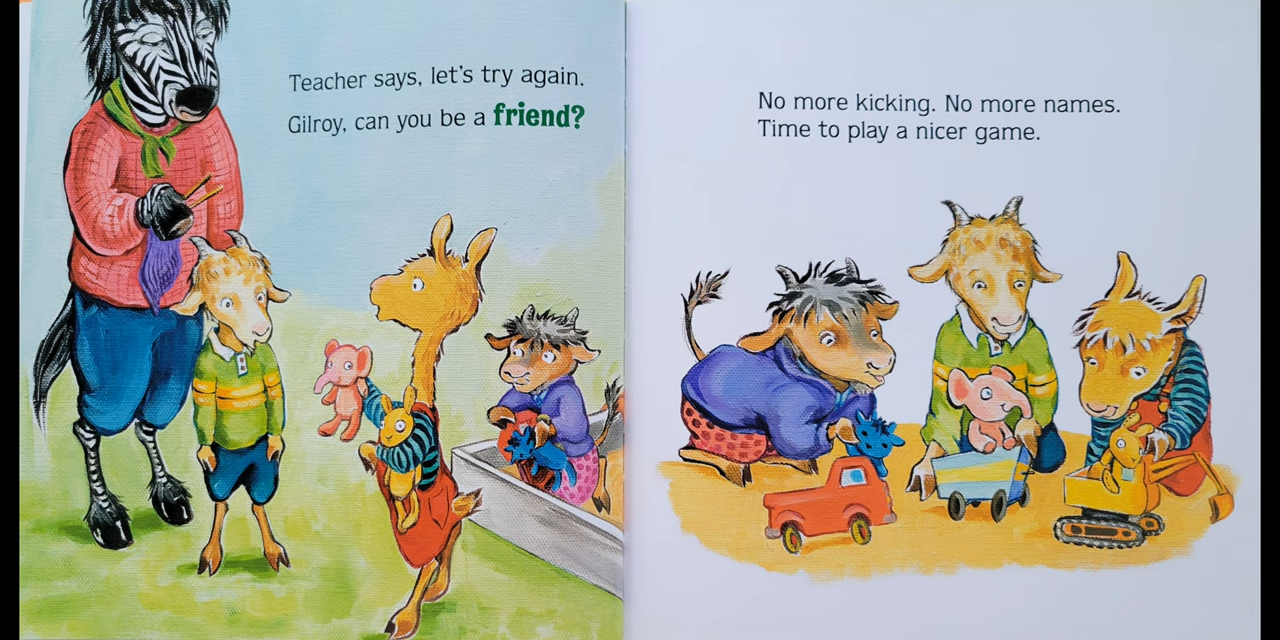 Teacher says, let's try again.
Gilroy, can you be a friend?
No more kicking. No more names.
Time to play a nicer game.